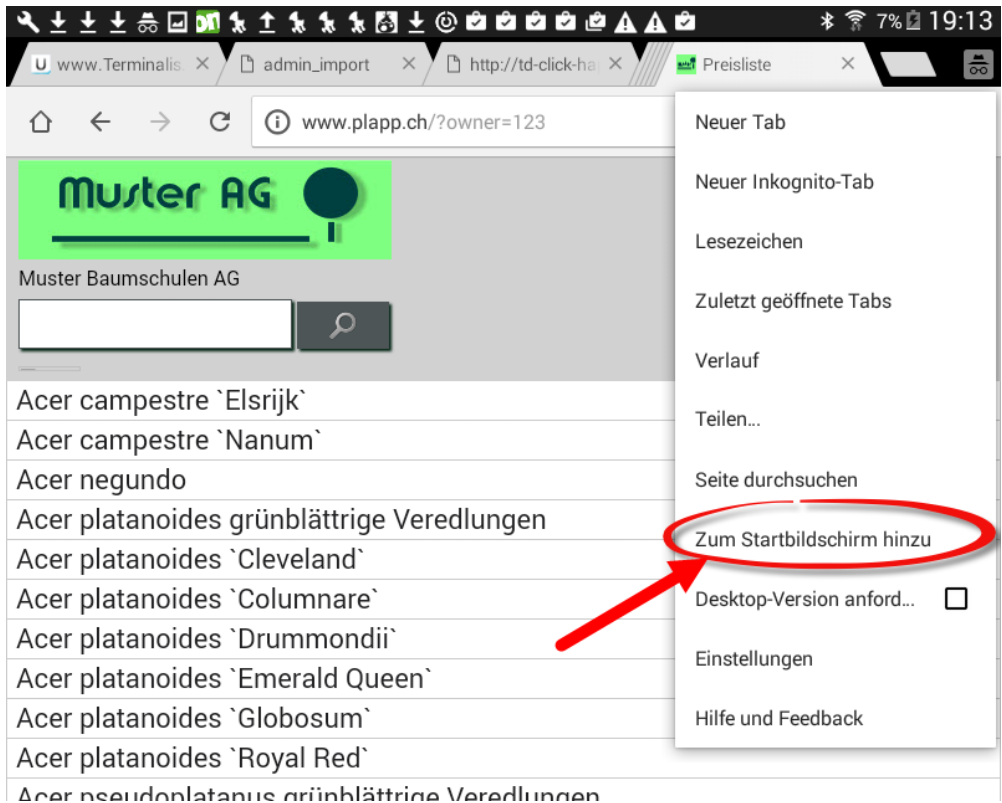 7% 19:13
U www.Terminalis
admin_import
http://td-click-ha
Preisliste
www.plapp.ch/?owner=123
Muster AG
Muster Baumschulen AG
Acer campestre `Elsrijk`
Acer campestre `Nanum`
Acer negundo
Acer platanoides grünblättrige Veredlungen
Acer platanoides `Cleveland`
Acer platanoides `Columnare`
Acer platanoides `Drummondii`
Acer platanoides `Emerald Queen`
Acer platanoides `Globosum`
Acer platanoides `Royal Red`
Acer pseudoplatanus grünblättrige Veredlungen
Neuer Tab
Neuer Inkognito-Tab
Lesezeichen
Zuletzt geöffnete Tabs
Verlauf
Teilen...
Seite durchsuchen
Zum Startbildschirm hinzu
Desktop-Version anford...
Einstellungen
Hilfe und Feedback